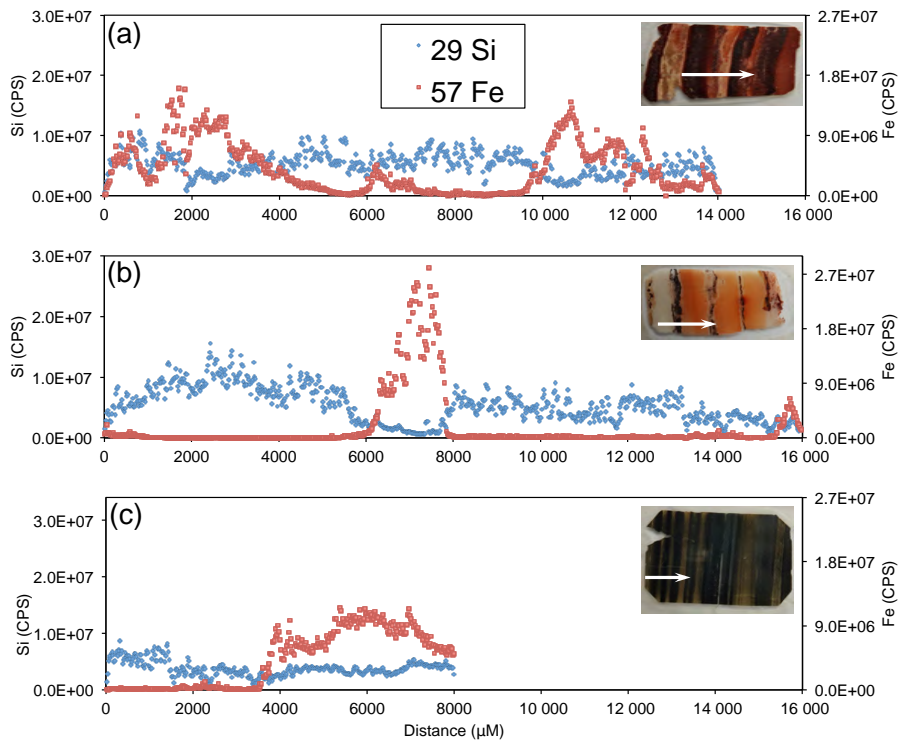 (a)
29 Si
57 Fe
Si (CPS)
3.0E+07
2.0E+07
1.0E+07
0.0E+00
Fe (CPS)
2.7E+07
1.8E+07
9.0E+06
0.0E+00
0 2000 4000 6000 8000 10 000 12 000 14 000 16 000
(b)
Si (CPS)
3.0E+07
2.0E+07
1.0E+07
0.0E+00
Fe (CPS)
2.7E+07
1.8E+07
9.0E+06
0.0E+00
0 2000 4000 6000 8000 10 000 12 000 14 000 16 000
(c)
Si (CPS)
3.0E+07
2.0E+07
1.0E+07
0.0E+00
Fe (CPS)
2.7E+07
1.8E+07
9.0E+06
0.0E+00
0 2000 4000 6000 8000 10 000 12 000 14 000 16 000
Distance (µM)